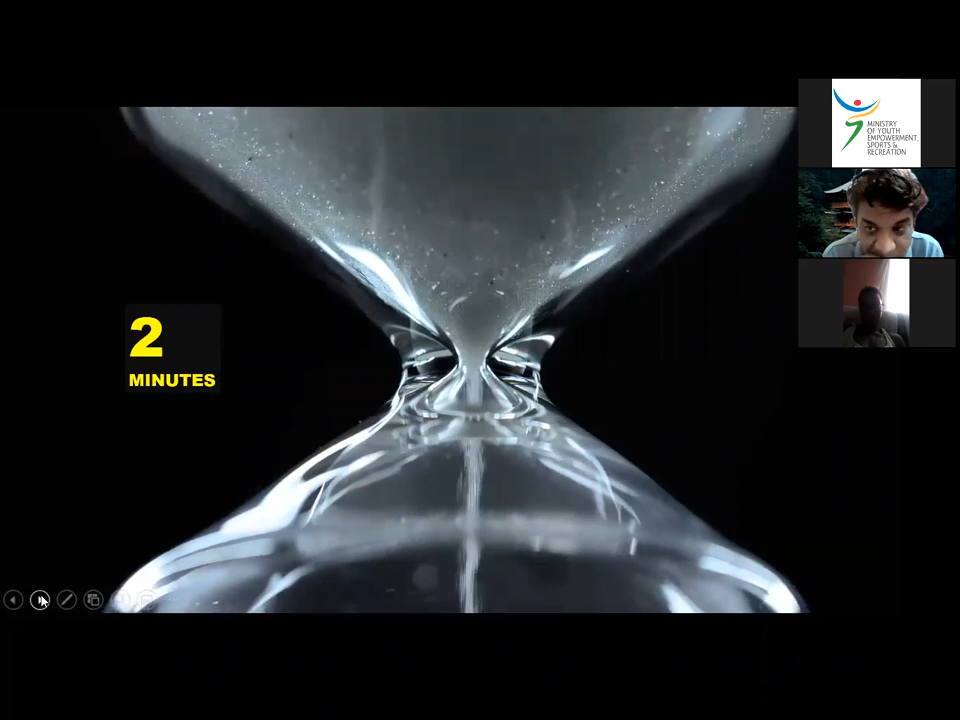 2
MINUTES
MINISTRY
OF YOUTH
EMPOWERMENT,
SPORTS &
RECREATION